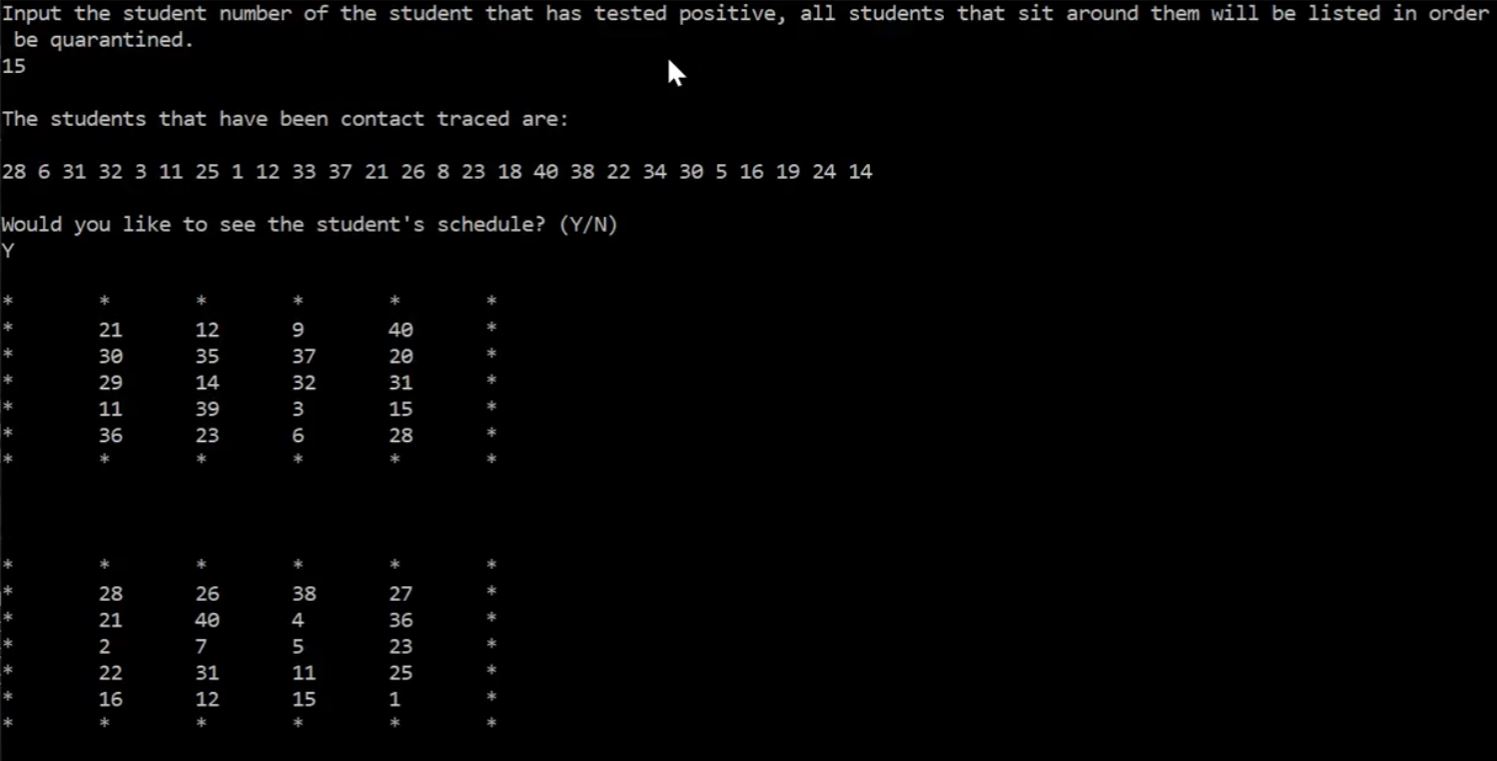 Input the student number of the student that has tested positive, all students that sit around them will be listed in order
be quarantined.
15
The students that have been contact traced are:
28 6 31 32 3 11 25 1 12 33 37 21 26 8 23 18 40 38 22 34 30 5 16 19 24 14
Would you like to see the student's schedule? (Y/N)
Y
* * * * * *
* 21 12 9 40 *
* 30 35 37 20 *
* 29 14 32 31 *
* 11 39 3 15 *
* 36 23 6 28 *
* * * * * *
* * * * * *
* 28 26 38 27 *
* 21 40 4 36 *
* 2 7 5 23 *
* 22 31 11 25 *
* 16 12 15 1 *
* * * * * *